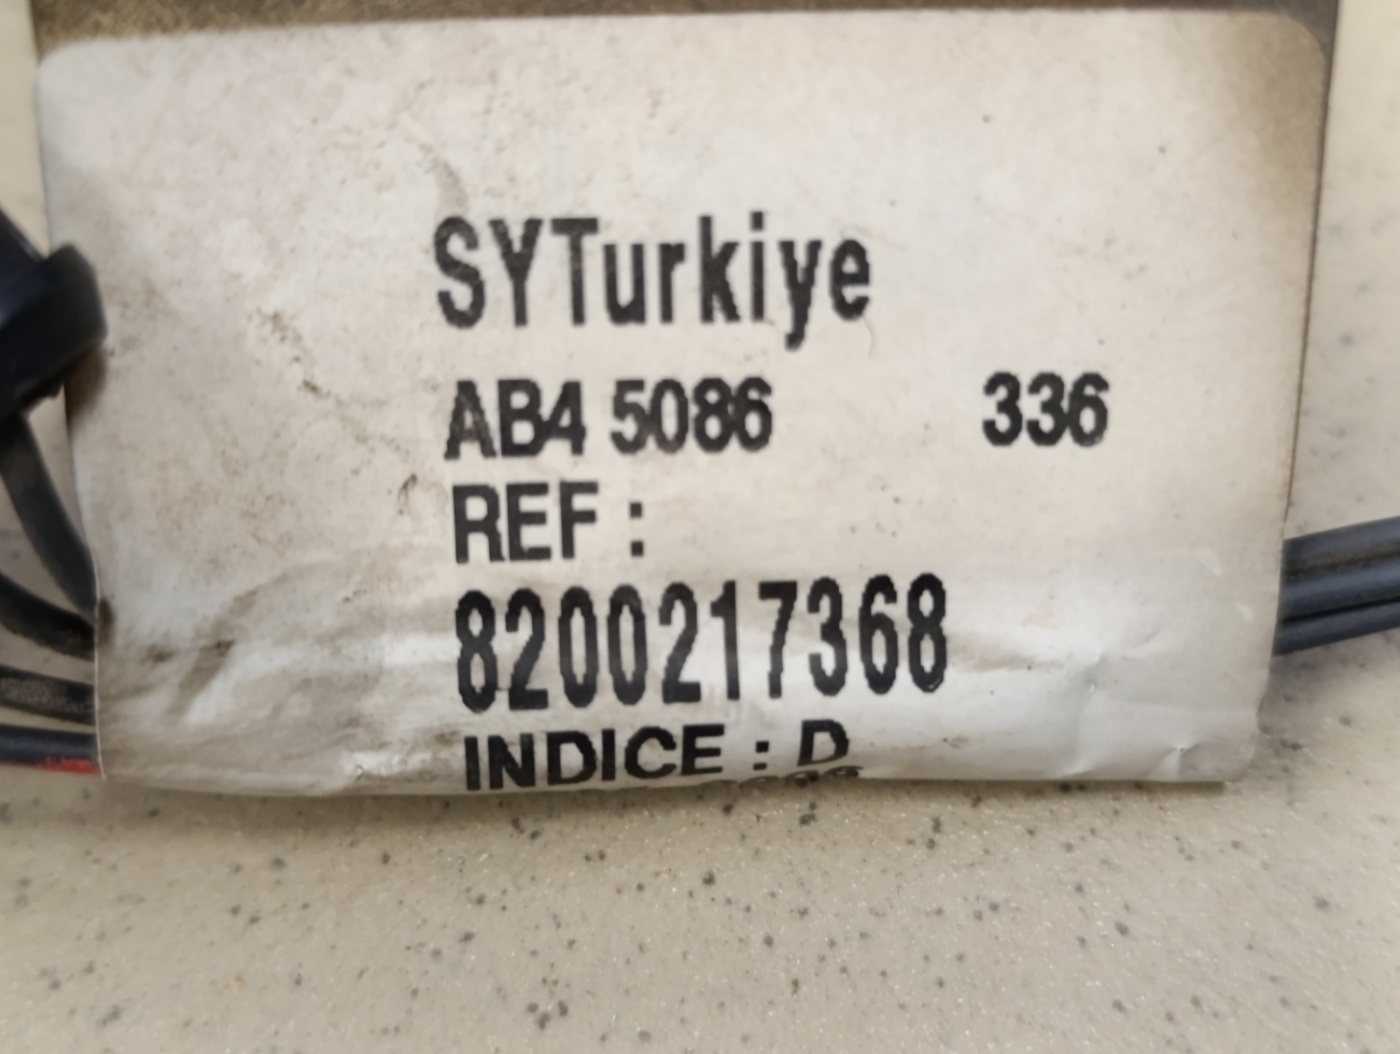 SYTurkiye
AB4 5086 336
REF :
8200217368
INDICE : D